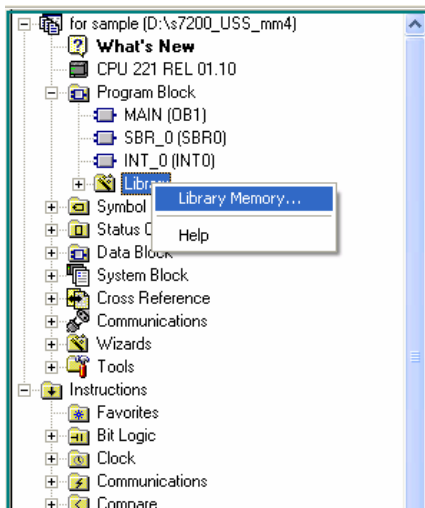 for sample (D:\s7200_USS_mm4)
What's New
CPU 221 REL 01.10
Program Block
MAIN (OB1)
SBR_0 (SBR0)
INT_0 (INT0)
Library
Library Memory...
Symbol
Help
Status
Data Block
System Block
Cross Reference
Communications
Wizards
Tools
Instructions
Favorites
Bit Logic
Clock
Communications
Compare